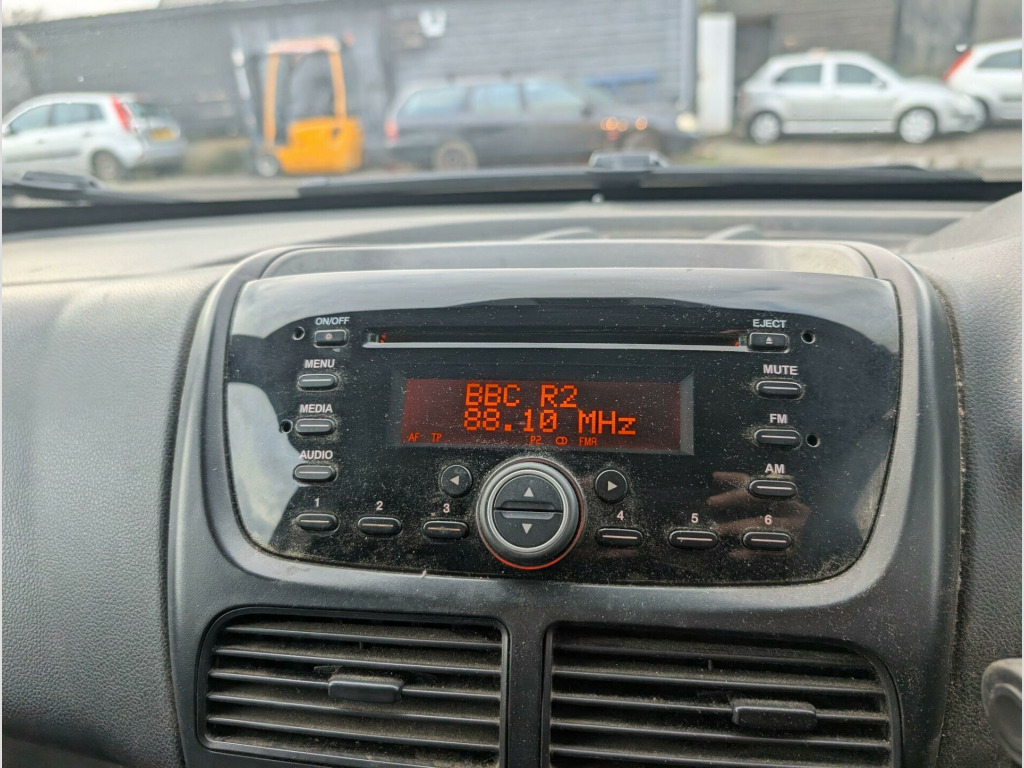 ON/OFF
EJECT
MENU
MUTE
MEDIA
BBC R2
88.10 MHz
AF TP P2 CD FMA
FM
AUDIO
AM
1 2 3 4 5 6